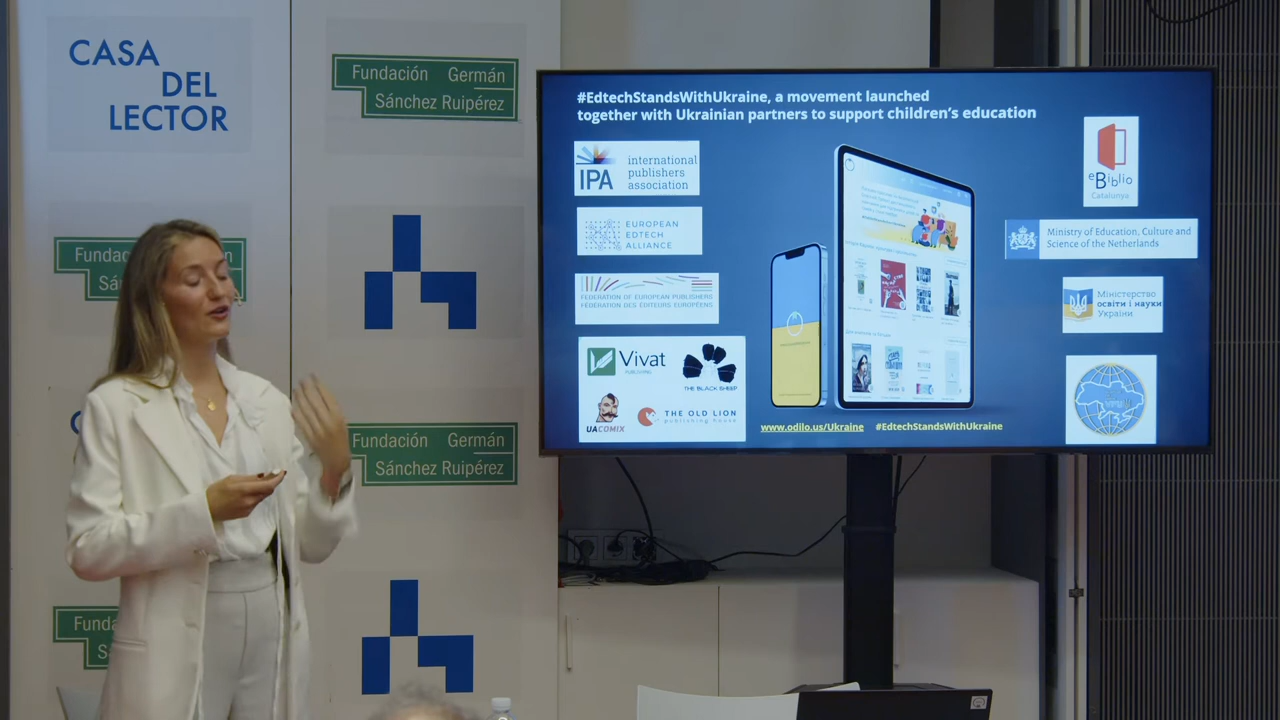 CASA
DEL
LECTOR
Fundación Germán
Sánchez Ruipérez
Fundación Germán
Sánchez Ruipérez
#EdtechStandsWithUkraine, a movement launched
together with Ukrainian partners to support children's education
IPA
international
publishers
association
EUROPEAN
EDTECH
ALLIANCE
FEDERATION OF EUROPEAN PUBLISHERS
FEDERATION DES EDITEURS EUROPEENS
Vivat
PUBLISHING
THE BLACK SHEEP
UACOMIX
THE OLD LION
publishing house
www.odilo.us/Ukraine #EdtechStandsWithUkraine
eBiblio
Catalunya
Ministry of Education, Culture and
Science of the Netherlands
Міністерство
освіти і науки
України